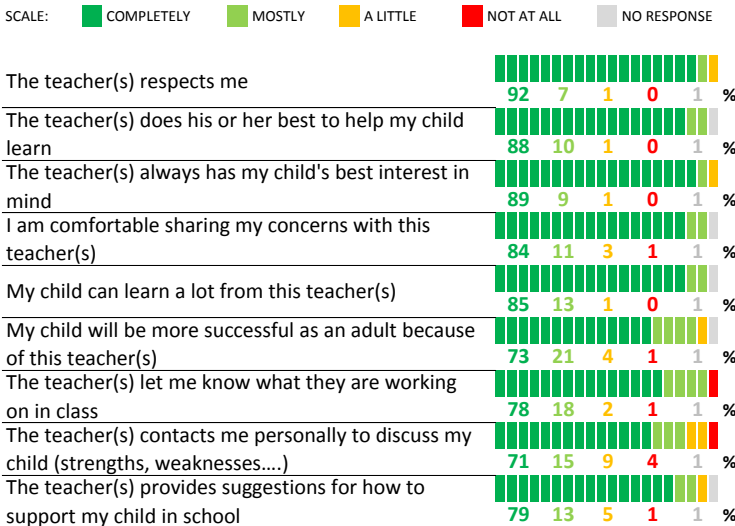 SCALE: COMPLETELY MOSTLY A LITTLE NOT AT ALL NO RESPONSE
The teacher(s) respects me
92 7 1 0 1 %
The teacher(s) does his or her best to help my child
learn
88 10 1 0 1 %
The teacher(s) always has my child's best interest in
mind
89 9 1 0 1 %
I am comfortable sharing my concerns with this
teacher(s)
84 11 3 1 1 %
My child can learn a lot from this teacher(s)
85 13 1 0 1 %
My child will be more successful as an adult because
of this teacher(s)
73 21 4 1 1 %
The teacher(s) let me know what they are working
on in class
78 18 2 1 1 %
The teacher(s) contacts me personally to discuss my
child (strengths, weaknesses....)
71 15 9 4 1 %
The teacher(s) provides suggestions for how to
support my child in school
79 13 5 1 1 %